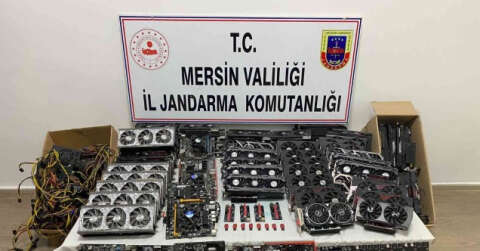 T.C.
MERSİN VALİLİĞİ
İL JANDARMA KOMUTANLIĞI